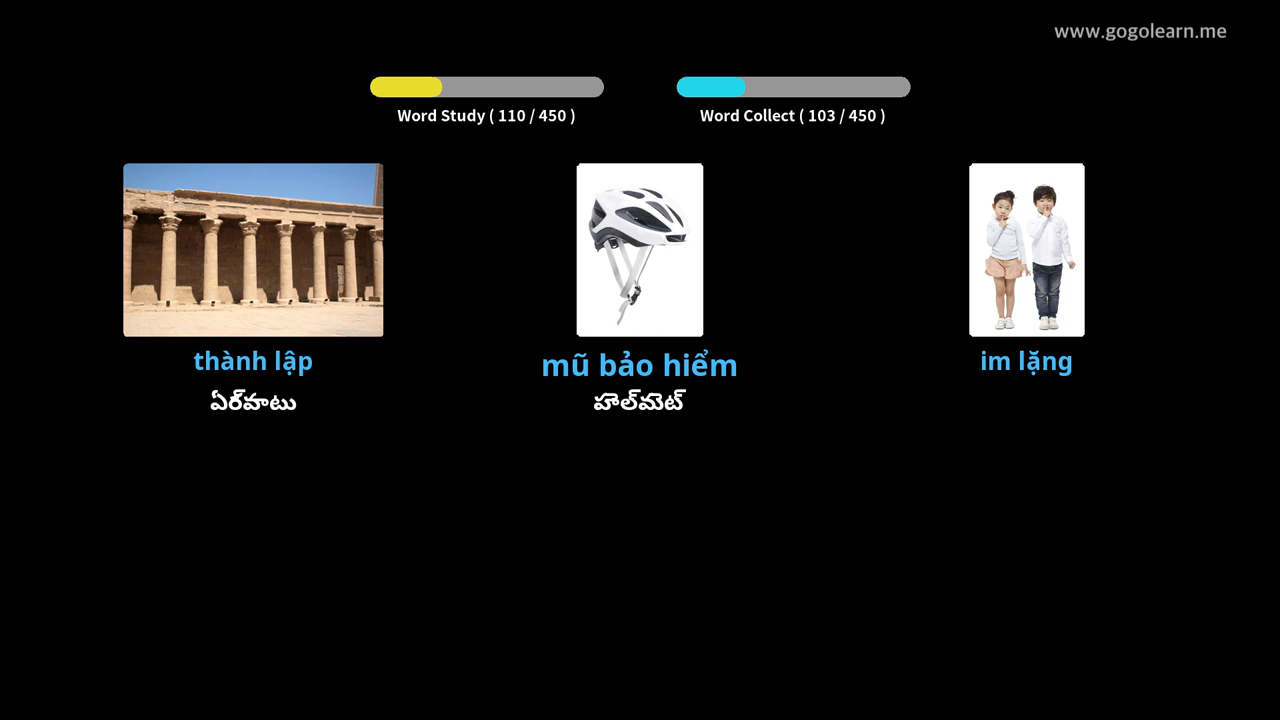 www.gogolearn.me
Word Study ( 110 / 450 )
Word Collect ( 103 / 450 )
thành lập
mũ bảo hiểm
im lặng
ఏర్పాటు
హెల్మెట్